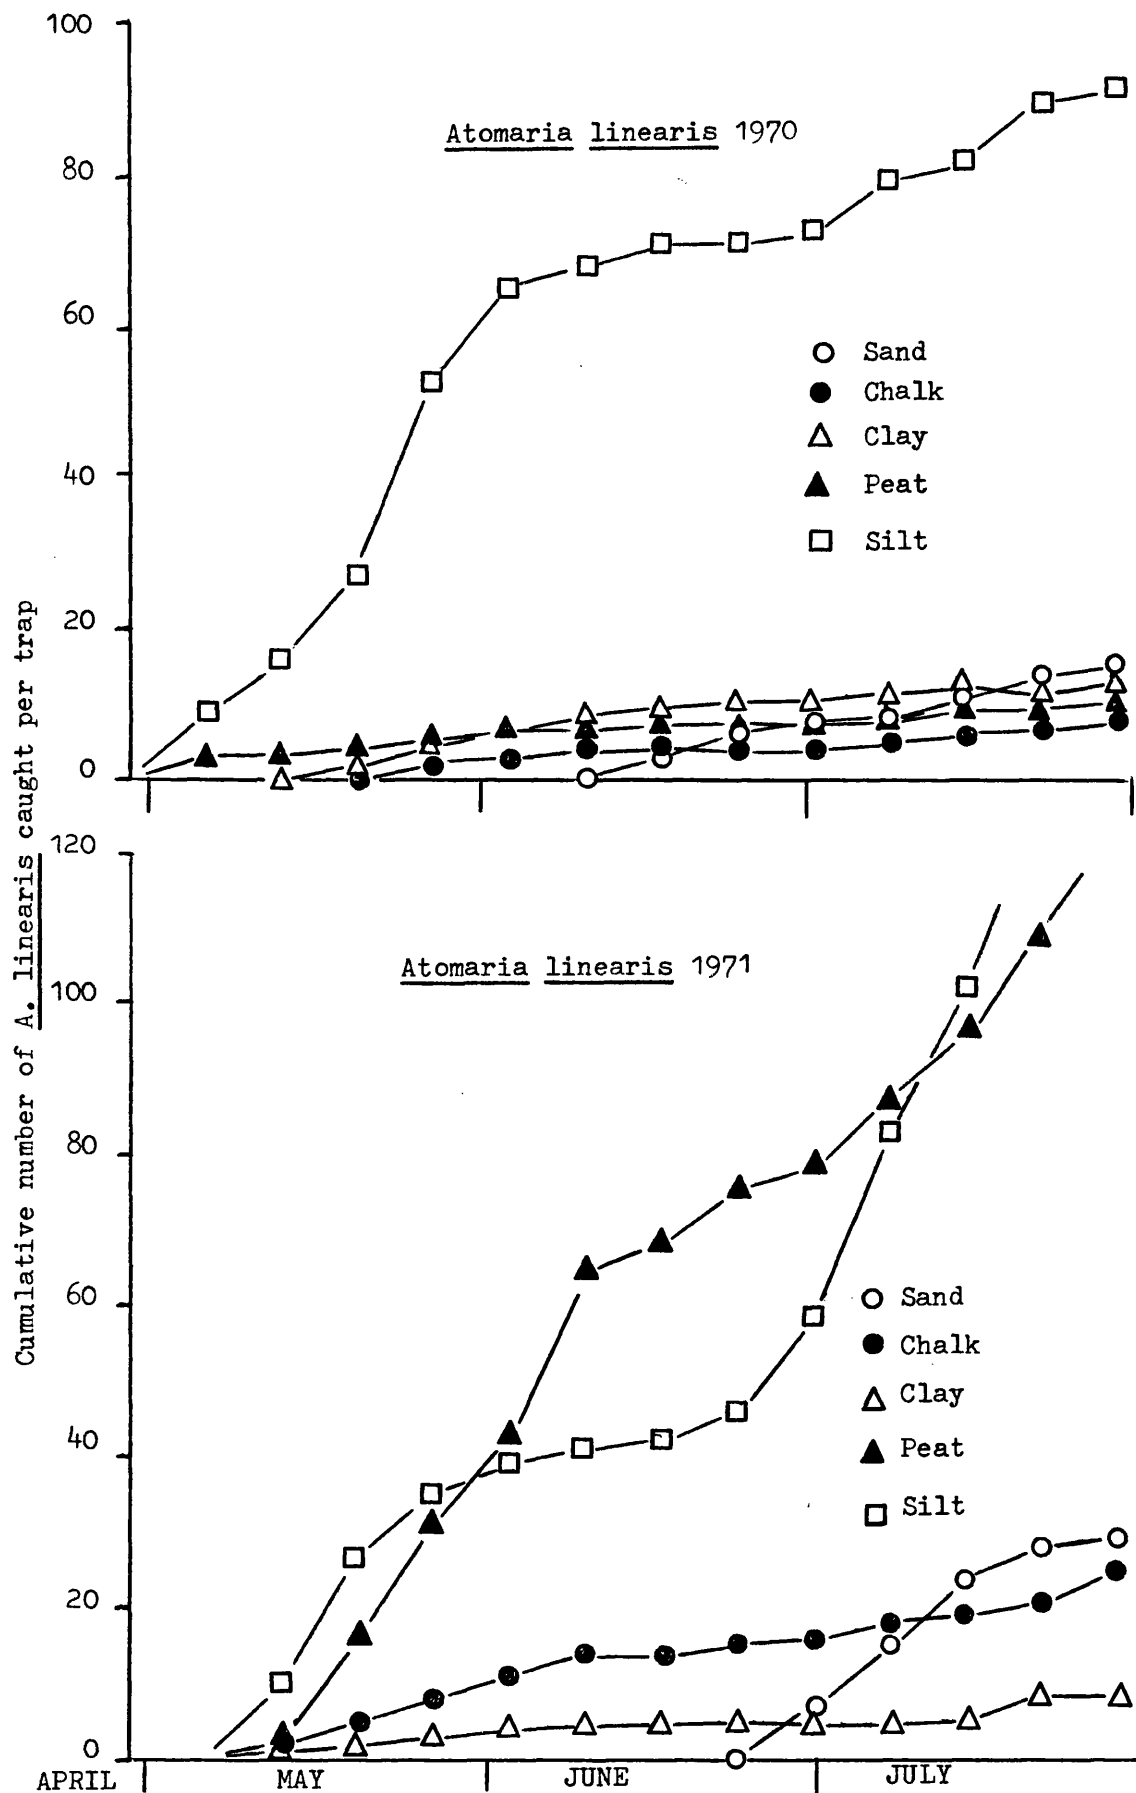 Cumulative number of A. linearis caught per trap
100
80
60
40
20
0
Atomaria linearis 1970
Sand
Chalk
Clay
Peat
Silt
120
100
80
60
40
20
0
Atomaria linearis 1971
Sand
Chalk
Clay
Peat
Silt
APRIL MAY JUNE JULY